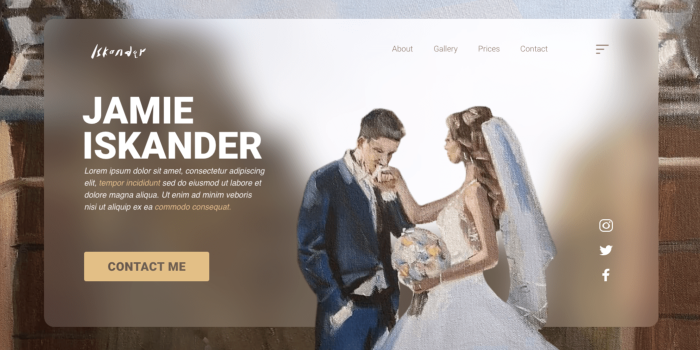 Iskander
About Gallery Prices Contact
JAMIE
ISKANDER
Lorem ipsum dolor sit amet, consectetur adipiscing
elit, tempor incididunt sed do eiusmod ut labore et
dolore magna aliqua. Ut enim ad minim veboris
nisi ut aliquip ex ea commodo consequat.
CONTACT ME